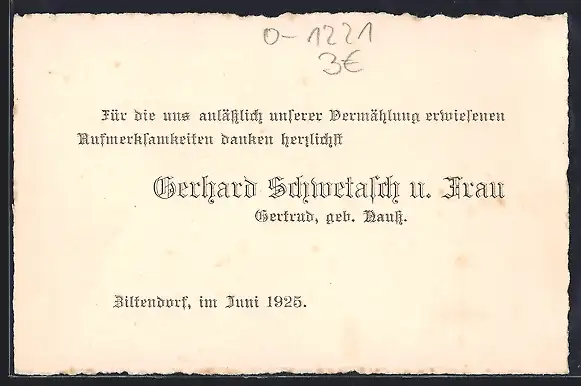 0-1221
3€
Für die uns anläßlich unserer Vermählung erwiesenen
Aufmerksamkeiten danken herzlichst
Gerhard Schwetasch u. Frau
Gertrud, geb. Nauß.
Ziltendorf, im Juni 1925.